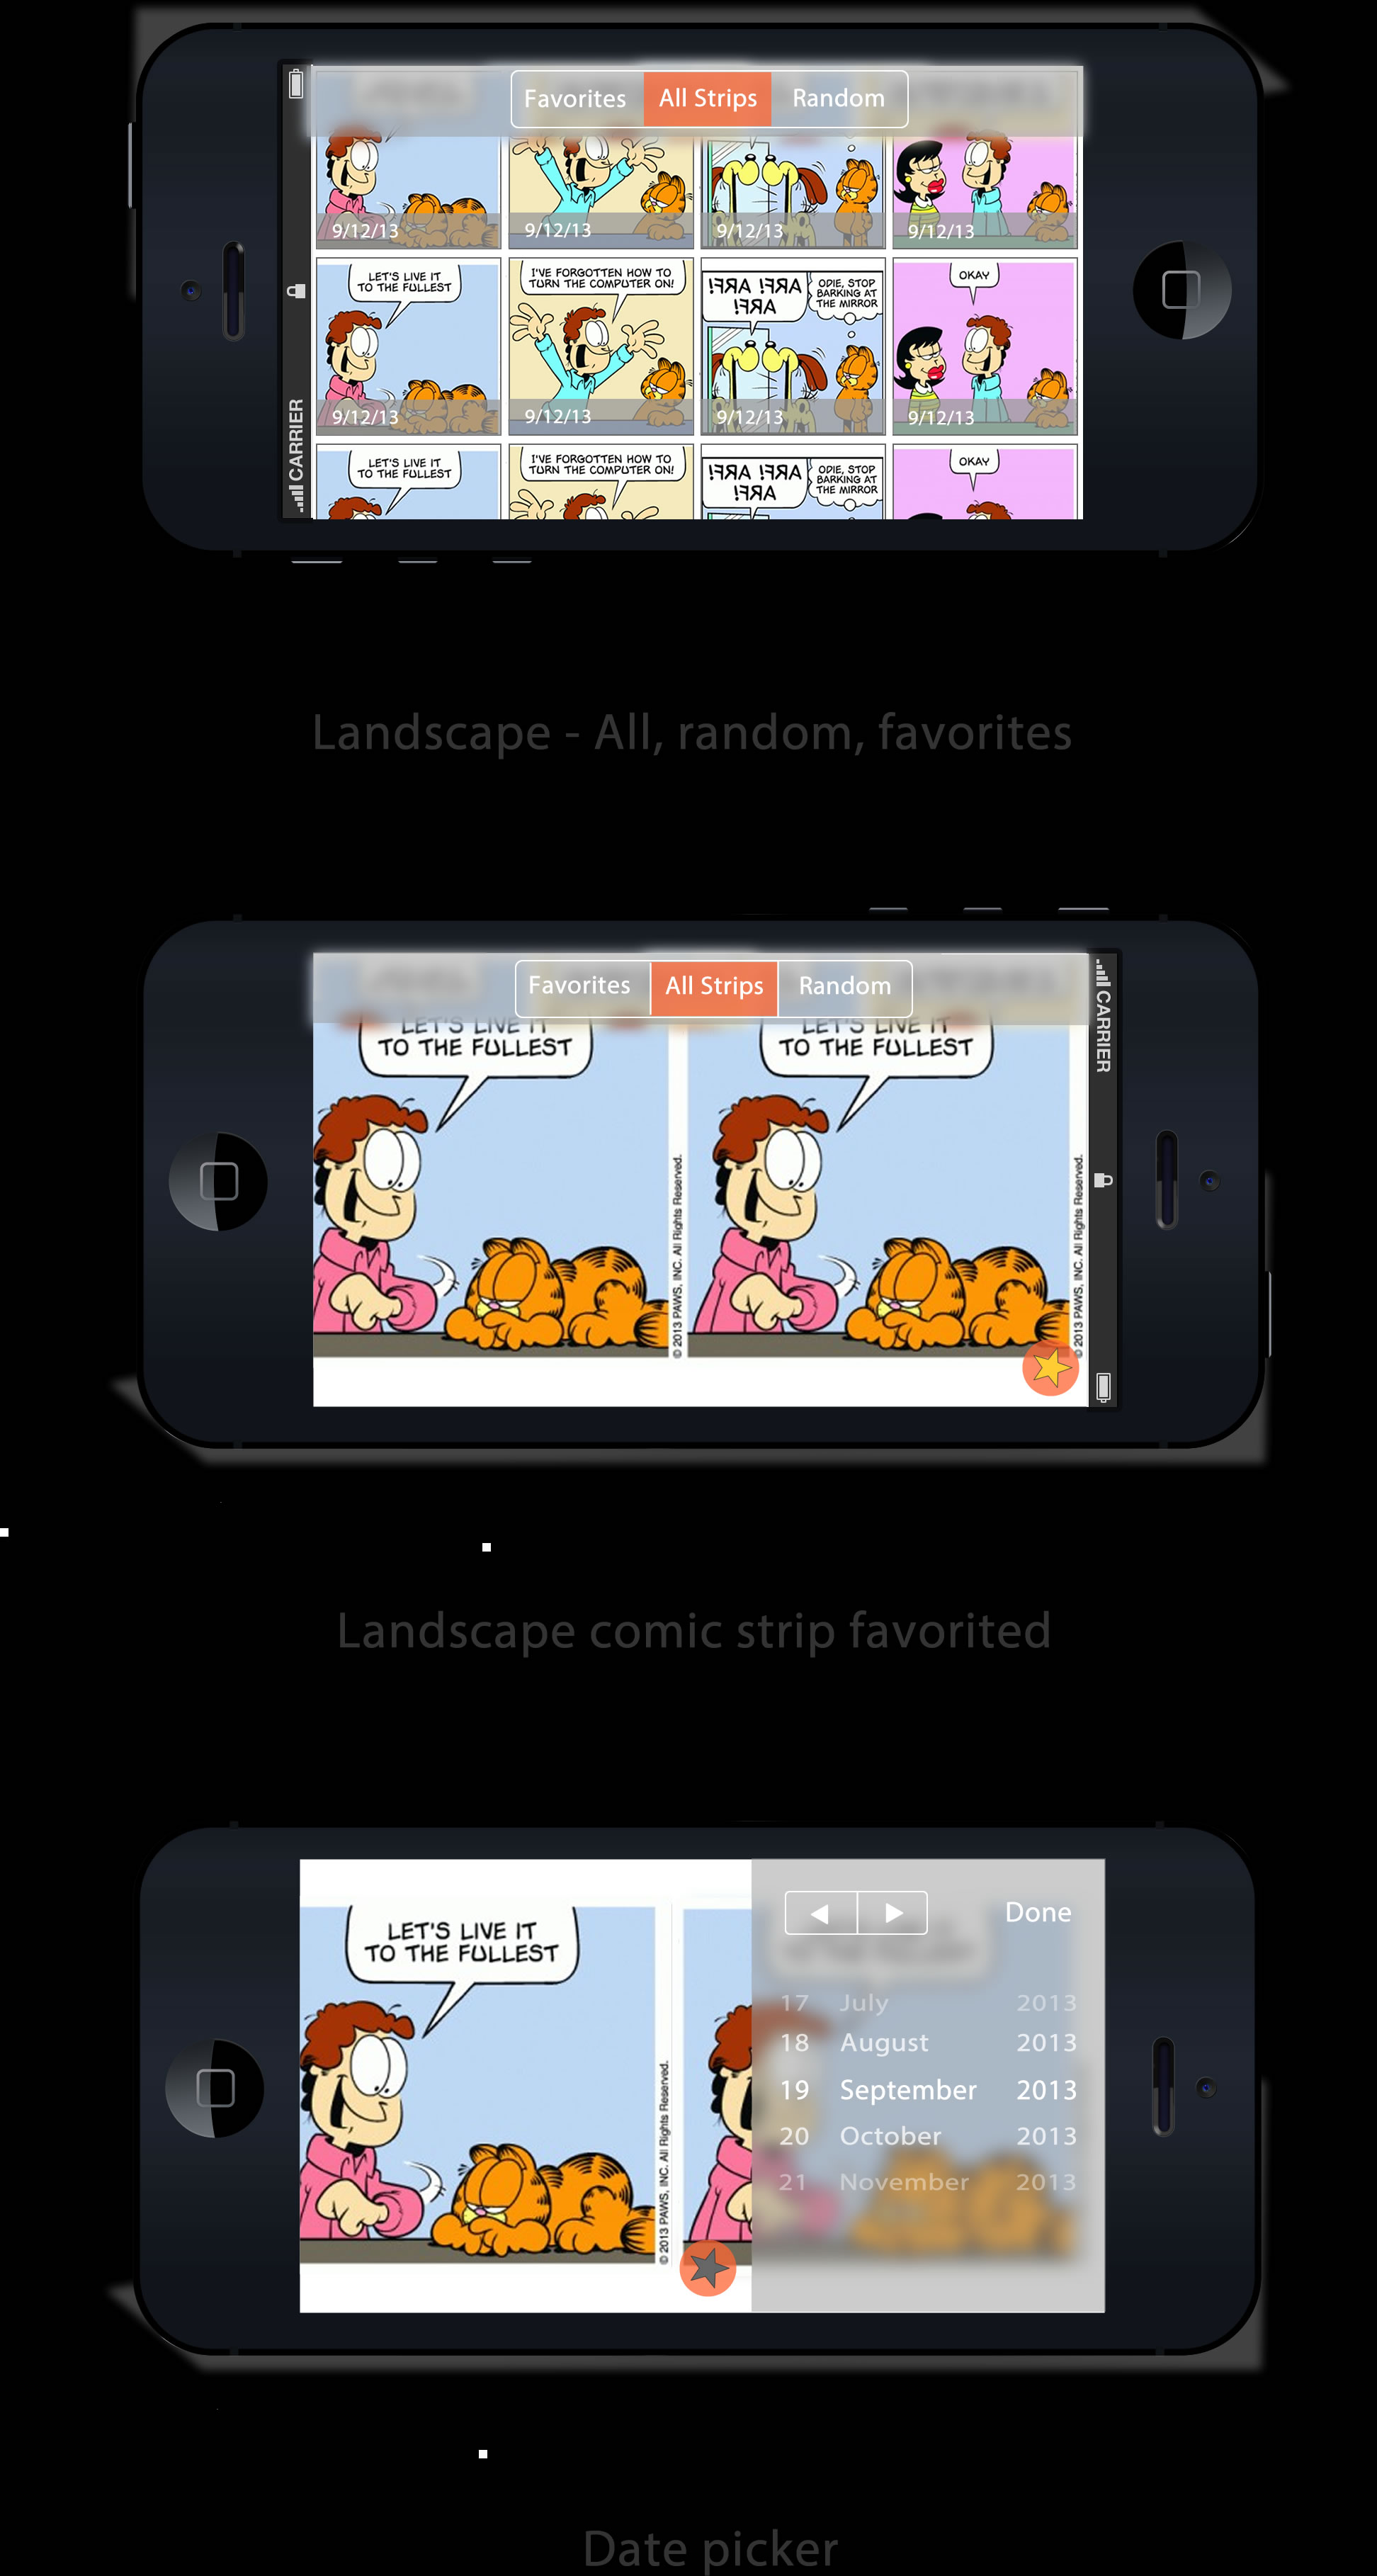 Favorites All Strips Random
CARRIER
9/12/13 9/12/13 9/12/13 9/12/13
LET'S LIVE IT
TO THE FULLEST
I'VE FORGOTTEN HOW TO
TURN THE COMPUTER ON!
ARF! ARF!
ARF!
ODIE, STOP
BARKING AT
THE MIRROR
OKAY
9/12/13 9/12/13 9/12/13 9/12/13
LET'S LIVE IT
TO THE FULLEST
I'VE FORGOTTEN HOW TO
TURN THE COMPUTER ON!
ARF! ARF!
ARF!
ODIE, STOP
BARKING AT
THE MIRROR
OKAY
Landscape - All, random, favorites
Favorites All Strips Random
CARRIER
LET'S LIVE IT
TO THE FULLEST
© 2013 PAWS, INC. All Rights Reserved.
LET'S LIVE IT
TO THE FULLEST
© 2013 PAWS, INC. All Rights Reserved.
Landscape comic strip favorited
LET'S LIVE IT
TO THE FULLEST
© 2013 PAWS, INC. All Rights Reserved.
Done
17 July 2013
18 August 2013
19 September 2013
20 October 2013
21 November 2013
Date picker